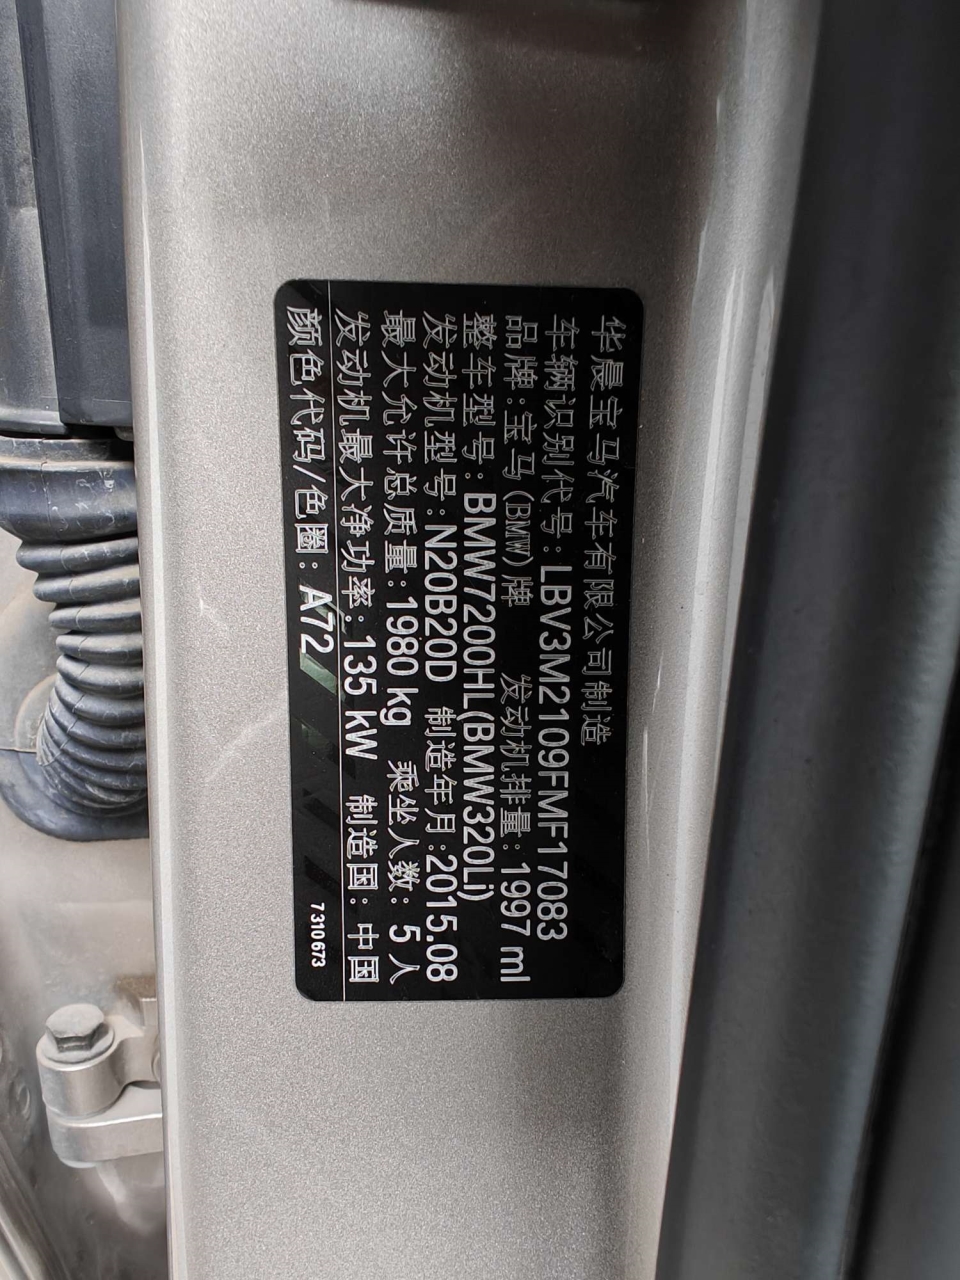 华晨宝马汽车有限公司制造
车辆识别代号:LBV3M2109FMF17083
品牌:宝马(BMW)牌 发动机排量:1997 ml
整车型号:BMW7200HL(BMW320Li)
发动机型号:N20B20D 制造年月:2015.08
最大允许总质量:1980 kg 乘坐人数:5人
发动机最大净功率:135 kW 制造国:中国
颜色代码/色圈:A72
7310673